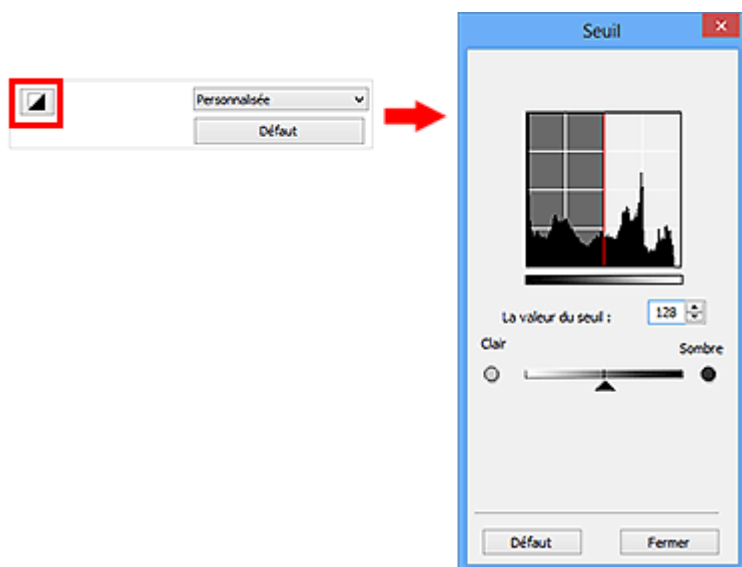 Personnalisée
Défaut
Seuil
La valeur du seuil :
128
Clair
Sombre
Défaut
Fermer